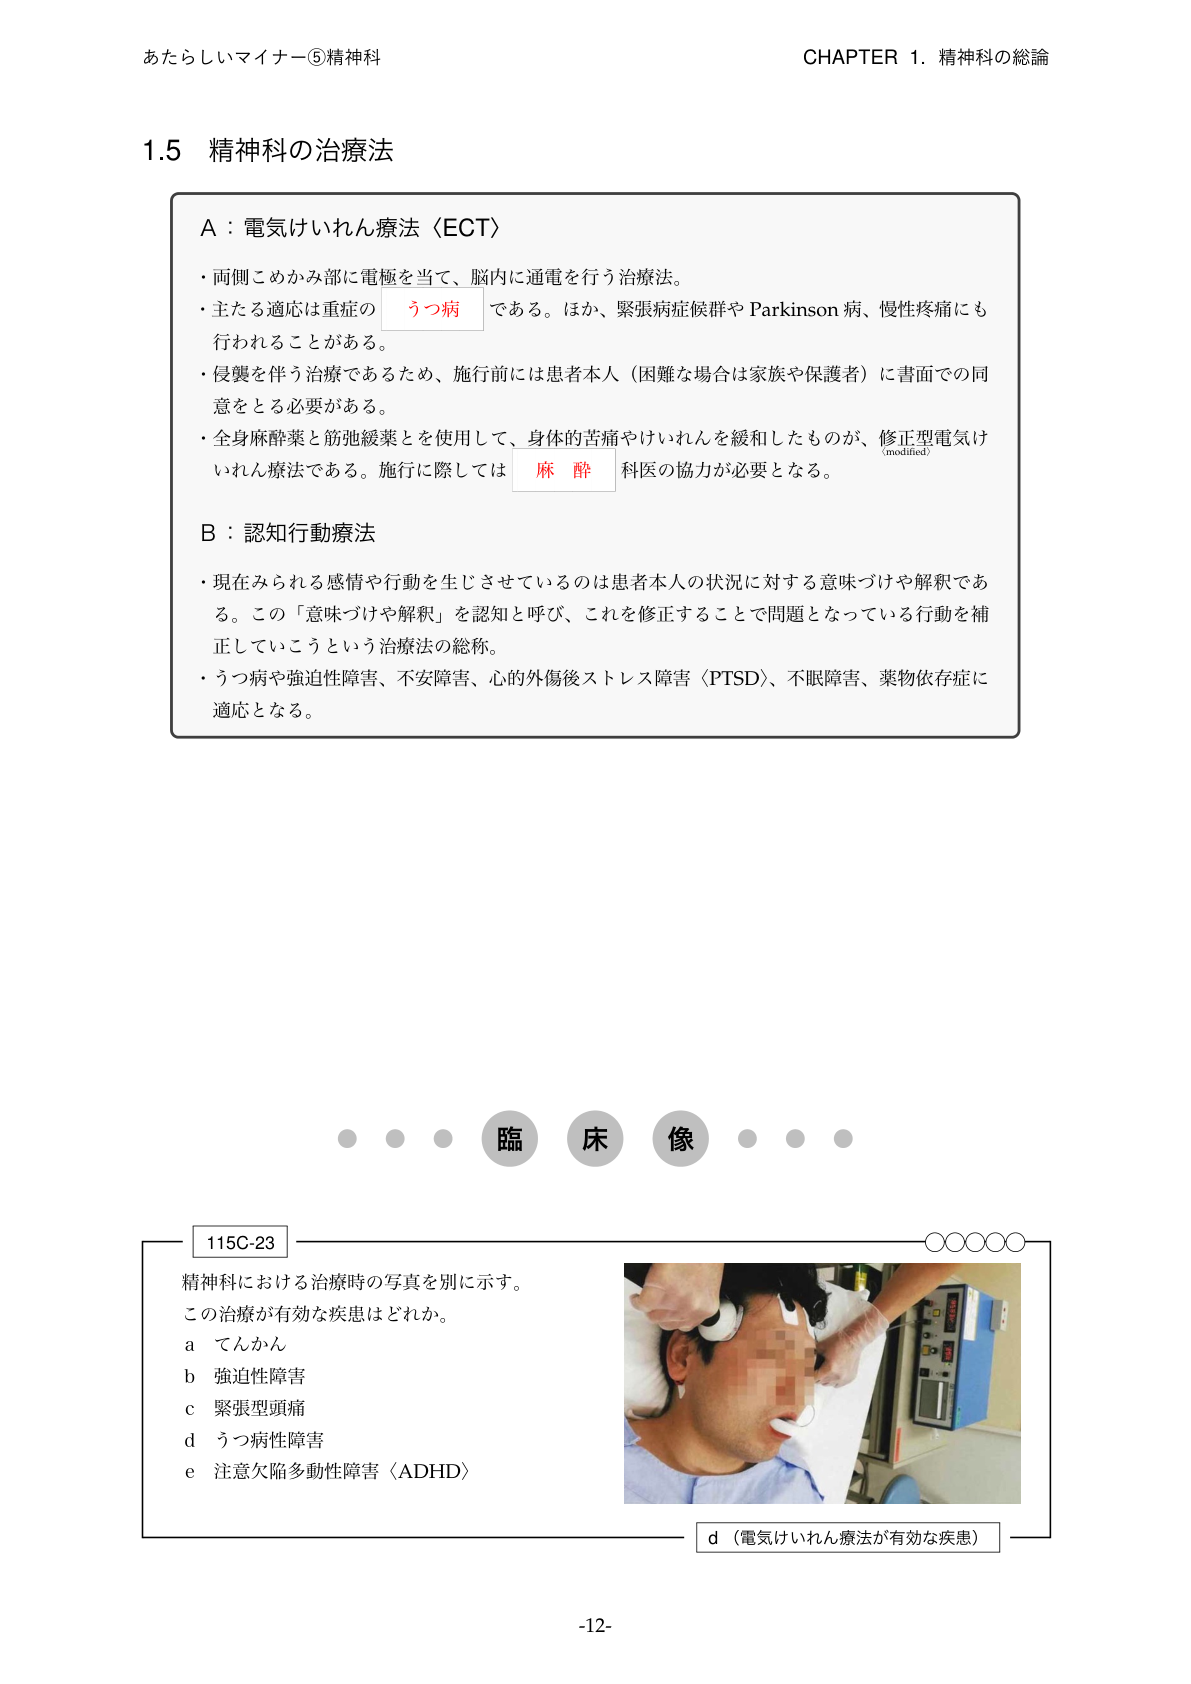 あたらしいマイナー⑤精神科
CHAPTER 1. 精神科の総論
1.5 精神科の治療法
A：電気けいれん療法〈ECT〉
・両側こめかみ部に電極を当て、脳内に通電を行う治療法。
・主たる適応は重症の うつ病 である。ほか、緊張病症候群や Parkinson 病、慢性疼痛にも
行われることがある。
・侵襲を伴う治療であるため、施行前には患者本人（困難な場合は家族や保護者）に書面での同
意をとる必要がある。
・全身麻酔薬と筋弛緩薬とを使用して、身体的苦痛やけいれんを緩和したものが、修正型電気け
〈modified〉
いれん療法である。施行に際しては 麻 酔 科医の協力が必要となる。
B：認知行動療法
・現在みられる感情や行動を生じさせているのは患者本人の状況に対する意味づけや解釈であ
る。この「意味づけや解釈」を認知と呼び、これを修正することで問題となっている行動を補
正していこうという治療法の総称。
・うつ病や強迫性障害、不安障害、心的外傷後ストレス障害〈PTSD〉、不眠障害、薬物依存症に
適応となる。
臨 床 像
115C-23
精神科における治療時の写真を別に示す。
この治療が有効な疾患はどれか。
a てんかん
b 強迫性障害
c 緊張型頭痛
d うつ病性障害
e 注意欠陥多動性障害〈ADHD〉
d （電気けいれん療法が有効な疾患）
-12-